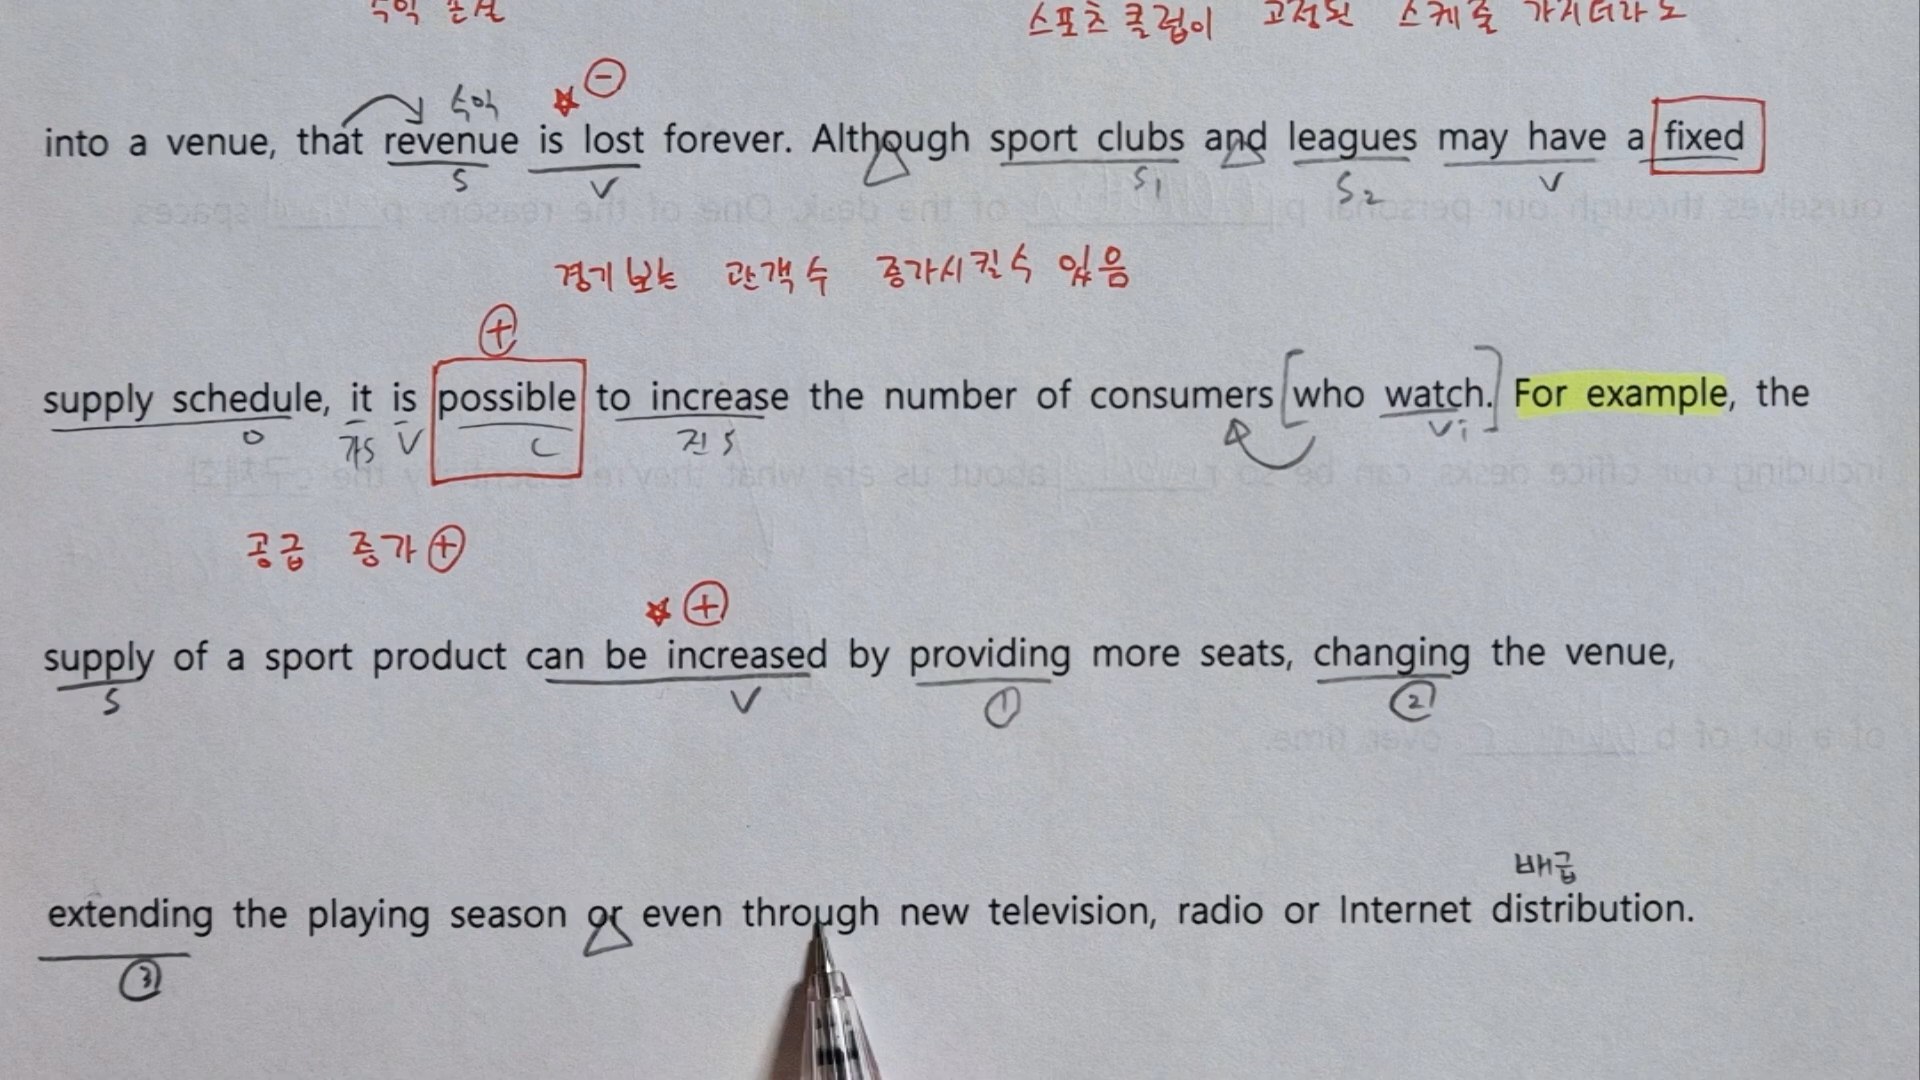 수익 손실
스포츠 클럽이 고정된 스케줄 가지더라도
수익 ⊖
into a venue, that revenue is lost forever. Although sport clubs and leagues may have a fixed
S V S1 S2 V
경기 보는 관객수 증가시킬수 있음
⊕
supply schedule, it is possible to increase the number of consumers [who watch.] For example, the
O 가S V C 진S Vi
공급 증가 ⊕
⊕
supply of a sport product can be increased by providing more seats, changing the venue,
S V ① ②
배급
extending the playing season or even through new television, radio or Internet distribution.
③